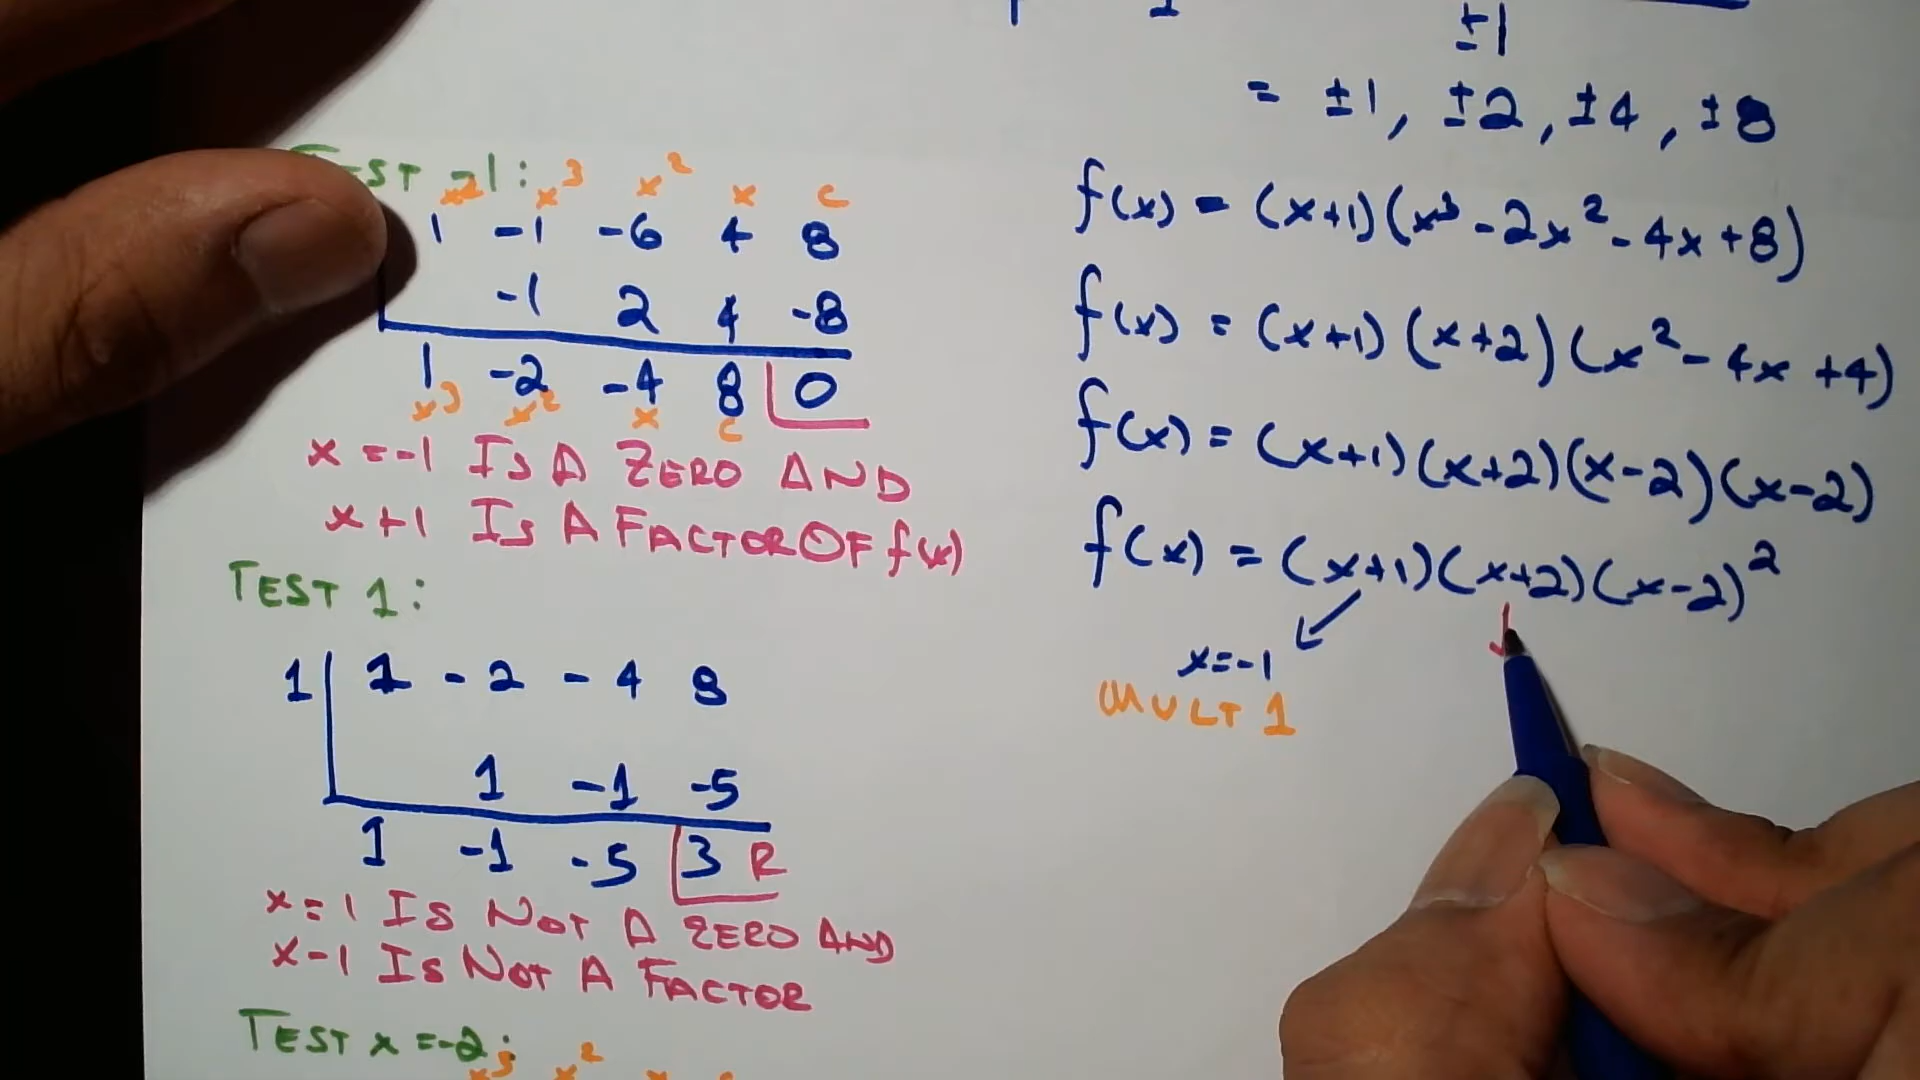 ±1
= ±1, ±2, ±4, ±8
TEST -1:
x³ x² x c
1 -1 -6 4 8
-1 2 4 -8
1 -2 -4 8 0
x³ x² x c
x=-1 IS A ZERO AND
x+1 IS A FACTOR OF f(x)
TEST 1:
1 1 -2 -4 8
1 -1 -5
1 -1 -5 3 R
x=1 IS NOT A ZERO AND
x-1 IS NOT A FACTOR
TEST x=-2:
x³ x²
f(x) = (x+1)(x³-2x²-4x+8)
f(x) = (x+1)(x+2)(x²-4x+4)
f(x) = (x+1)(x+2)(x-2)(x-2)
f(x) = (x+1)(x+2)(x-2)²
x=-1
MULT 1